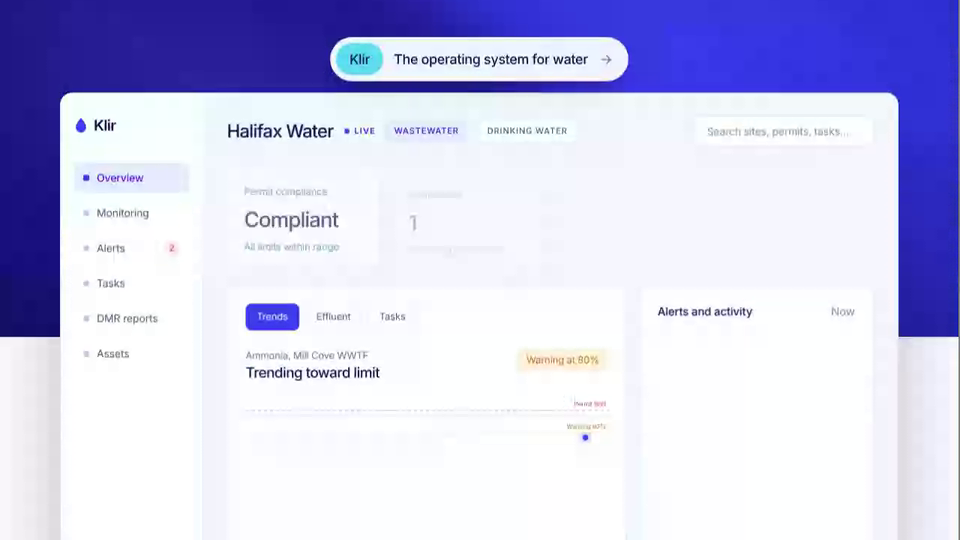 Klir The operating system for water →
Klir
Halifax Water LIVE WASTEWATER DRINKING WATER
Search sites, permits, tasks...
Overview
Monitoring
Alerts 2
Tasks
DMR reports
Assets
Permit compliance
Compliant
All limits within range
1
Trends Effluent Tasks
Ammonia, Mill Cove WWTF
Trending toward limit
Warning at 80%
Permit limit
Warning 80%
Alerts and activity Now